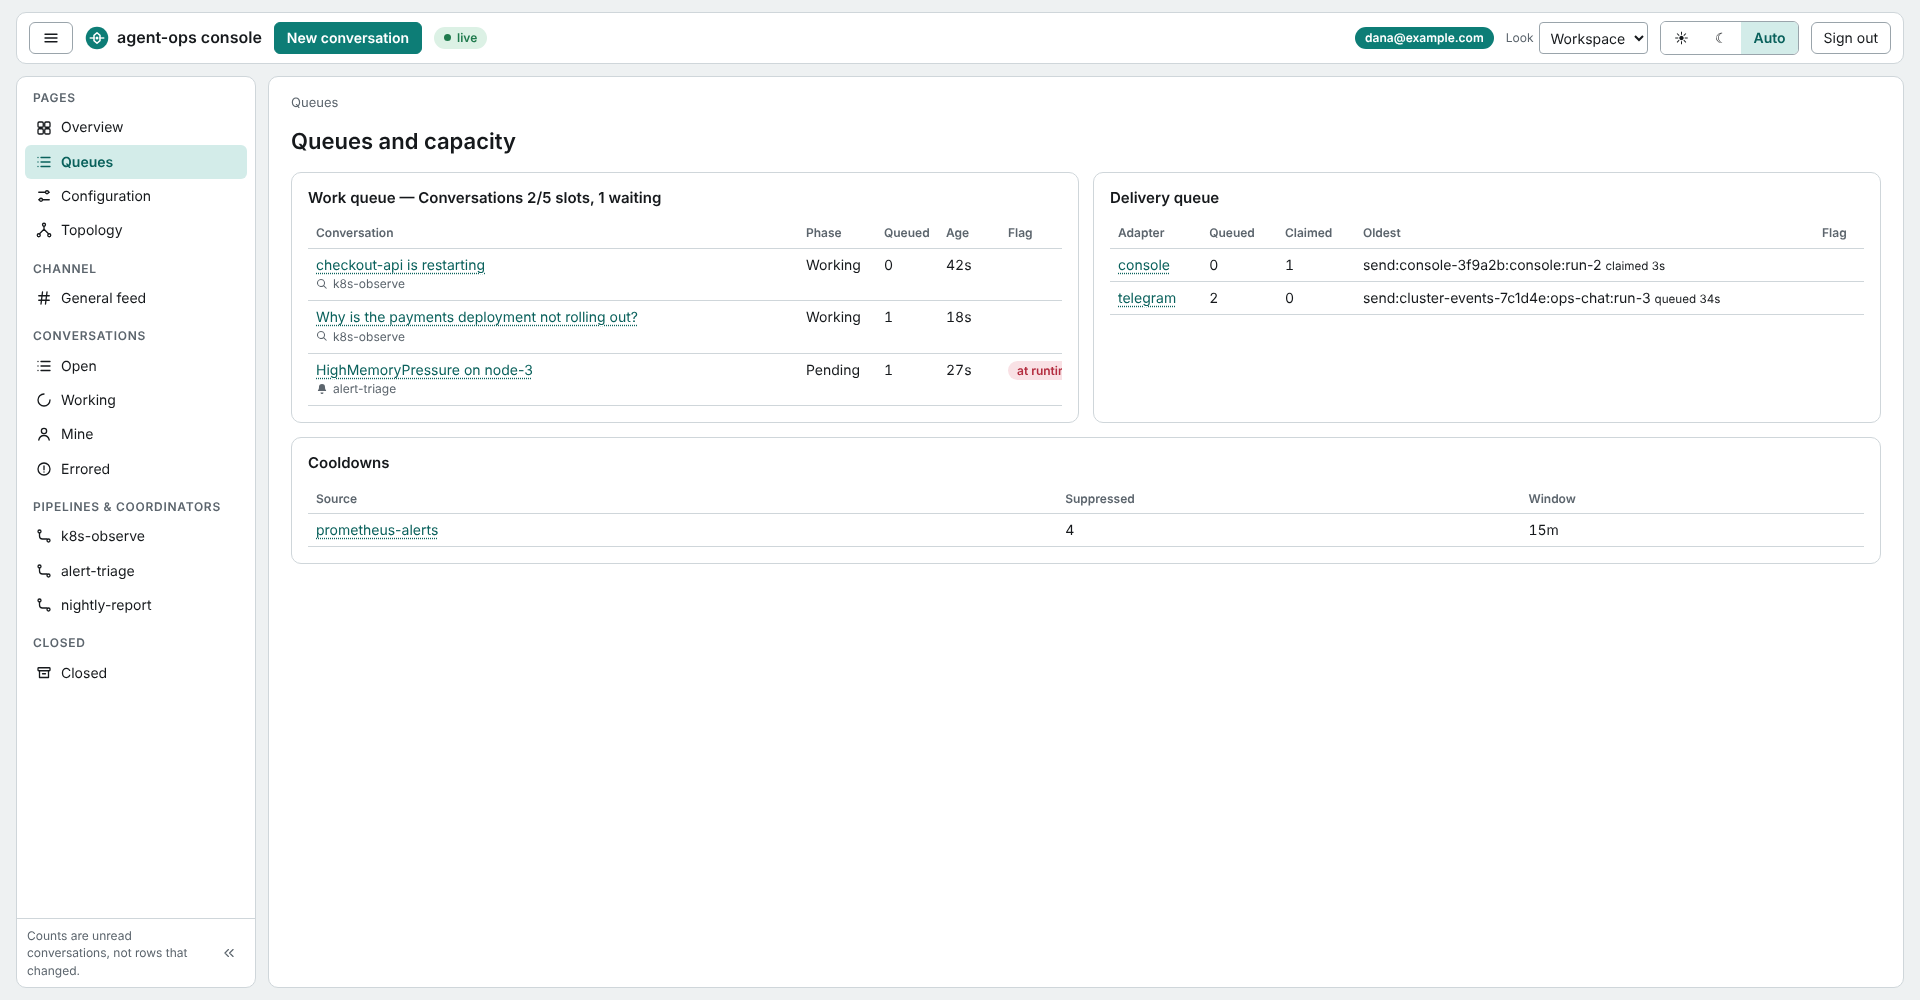 agent-ops console
New conversation
live
dana@example.com
Look
Workspace
Auto
Sign out
PAGES
Overview
Queues
Configuration
Topology
CHANNEL
General feed
CONVERSATIONS
Open
Working
Mine
Errored
PIPELINES & COORDINATORS
k8s-observe
alert-triage
nightly-report
CLOSED
Closed
Counts are unread
conversations, not rows that
changed.
Queues
Queues and capacity
Work queue — Conversations 2/5 slots, 1 waiting
Conversation Phase Queued Age Flag
checkout-api is restarting Working 0 42s
k8s-observe
Why is the payments deployment not rolling out? Working 1 18s
k8s-observe
HighMemoryPressure on node-3 Pending 1 27s at
alert-triage
Delivery queue
Adapter Queued Claimed Oldest Flag
console 0 1 send:console-3f9a2b:console:run-2 claimed 3s
telegram 2 0 send:cluster-events-7c1d4e:ops-chat:run-3 queued 34s
Cooldowns
Source Suppressed Window
prometheus-alerts 4 15m